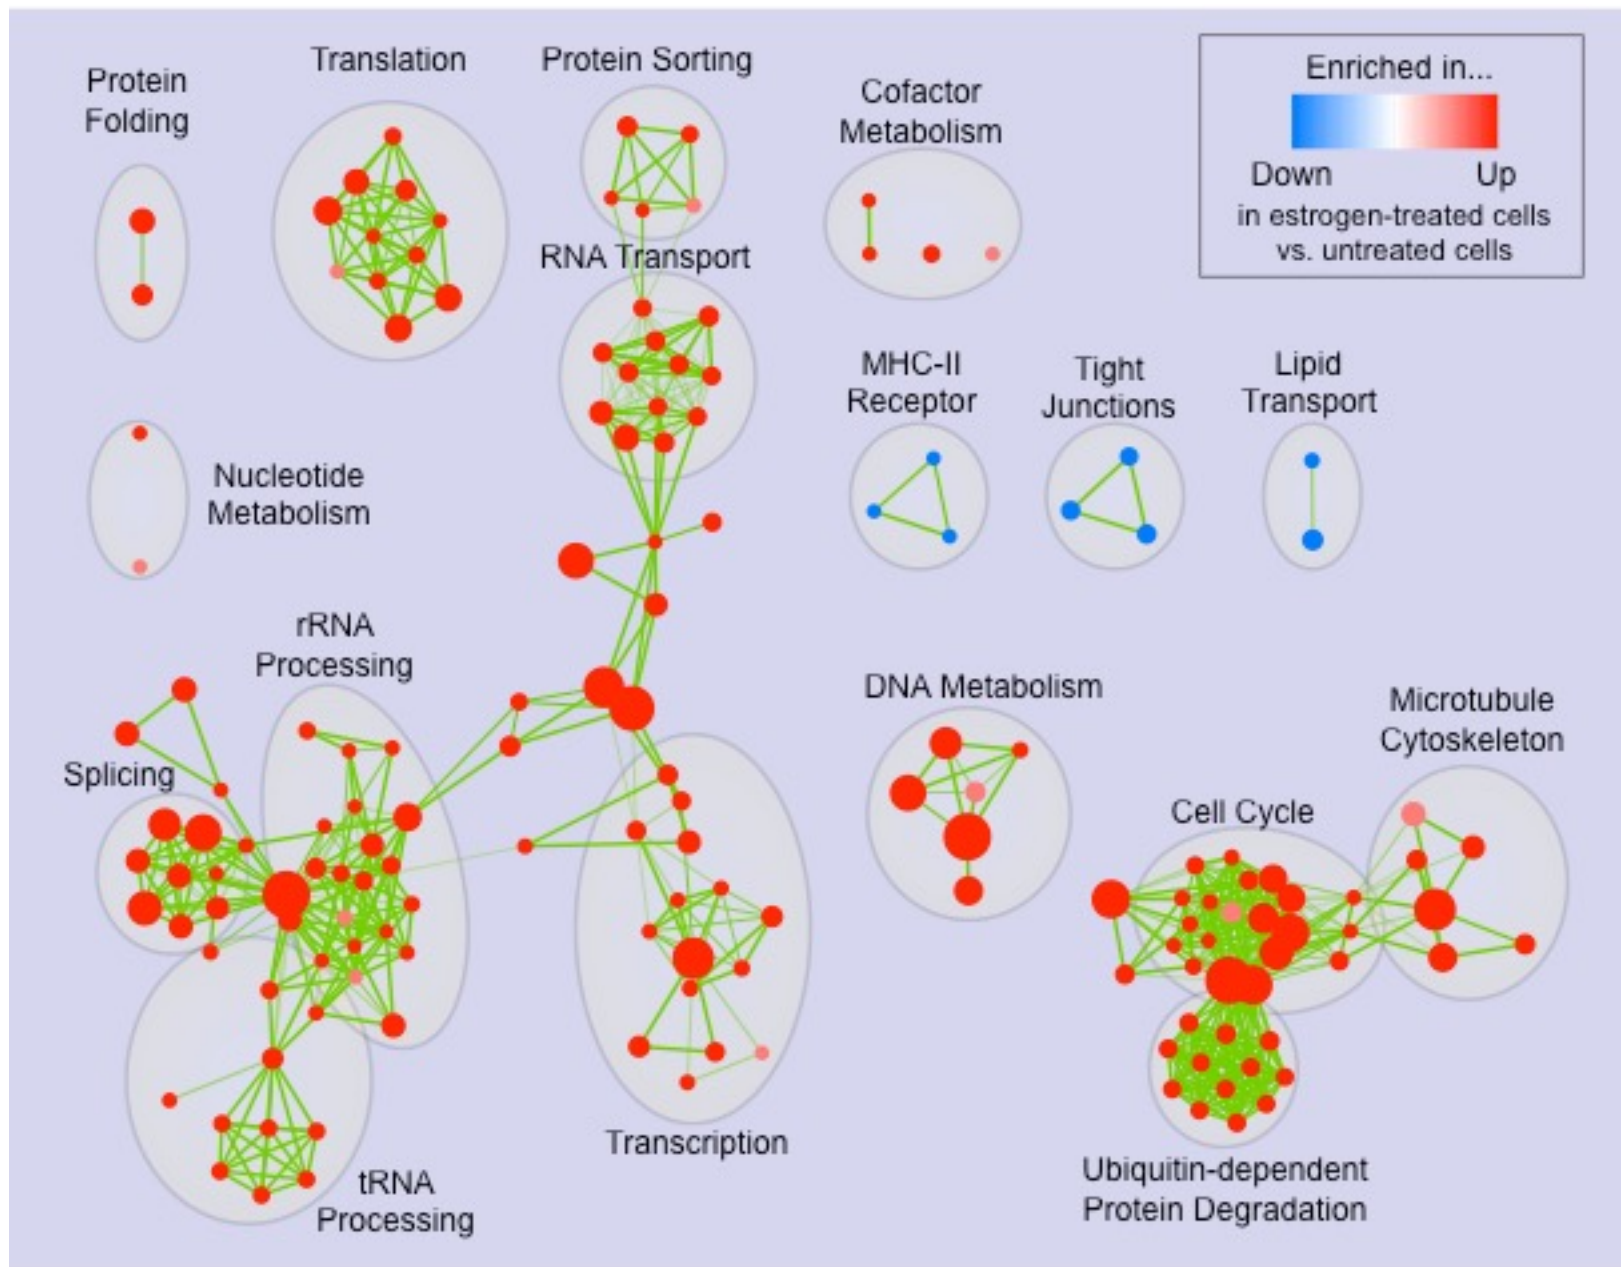 Protein
Folding
Translation
Protein Sorting
Cofactor
Metabolism
Enriched in...
Down
Up
in estrogen-treated cells
vs. untreated cells
RNA Transport
MHC-II
Receptor
Tight
Junctions
Lipid
Transport
Nucleotide
Metabolism
rRNA
Processing
Splicing
DNA Metabolism
Microtubule
Cytoskeleton
Cell Cycle
Transcription
tRNA
Processing
Ubiquitin-dependent
Protein Degradation